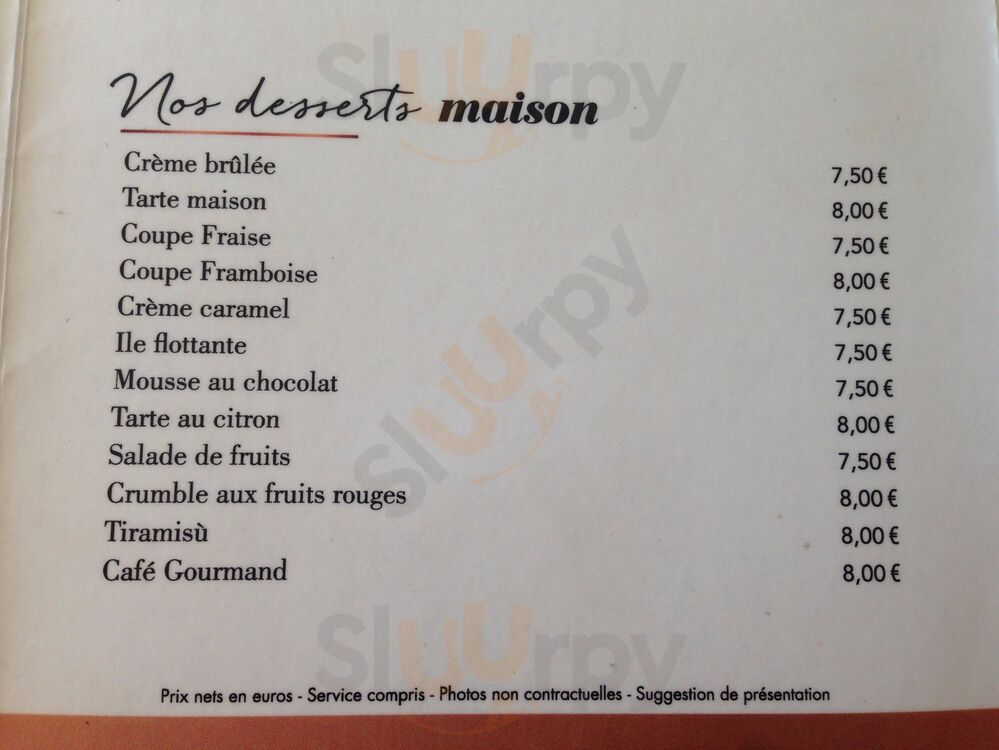 Nos desserts maison
Crème brûlée 7,50 €
Tarte maison 8,00 €
Coupe Fraise 7,50 €
Coupe Framboise 8,00 €
Crème caramel 7,50 €
Ile flottante 7,50 €
Mousse au chocolat 7,50 €
Tarte au citron 8,00 €
Salade de fruits 7,50 €
Crumble aux fruits rouges 8,00 €
Tiramisù 8,00 €
Café Gourmand 8,00 €
Prix nets en euros - Service compris - Photos non contractuelles - Suggestion de présentation
Sluurpy
Sluurpy
Sluurpy